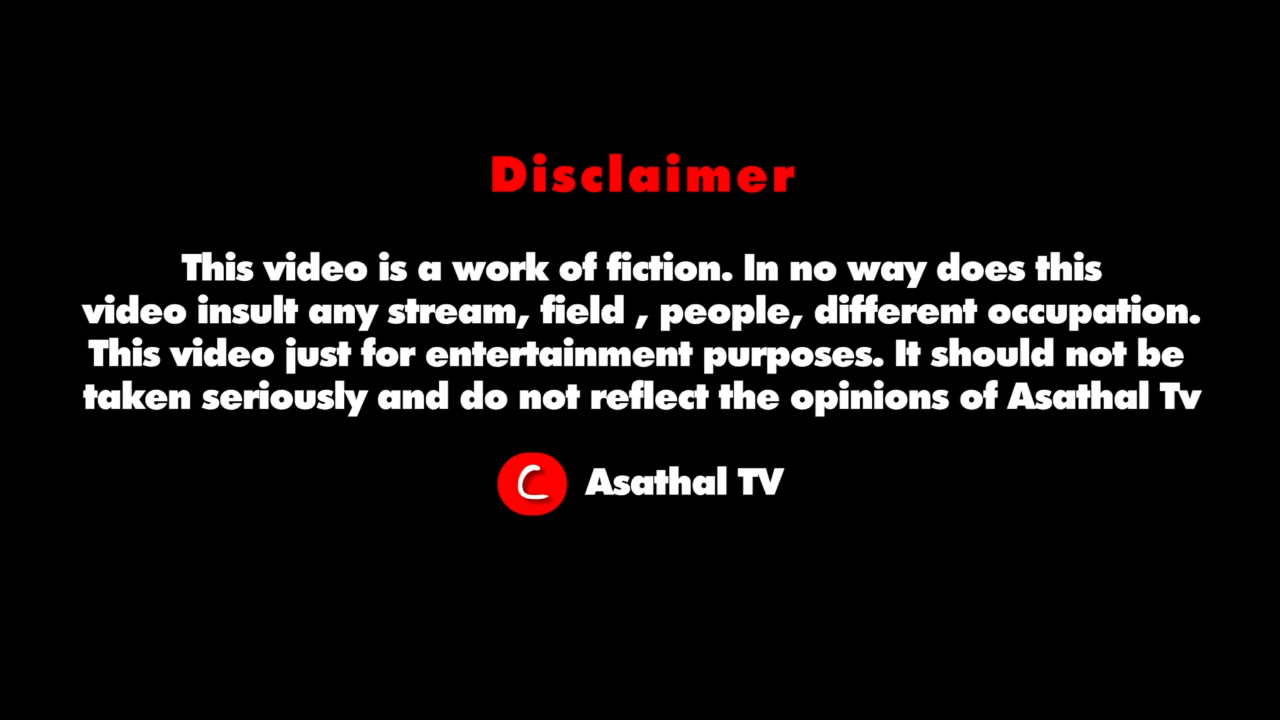 Disclaimer
This video is a work of fiction. In no way does this
video insult any stream, field , people, different occupation.
This video just for entertainment purposes. It should not be
taken seriously and do not reflect the opinions of Asathal Tv
C Asathal TV